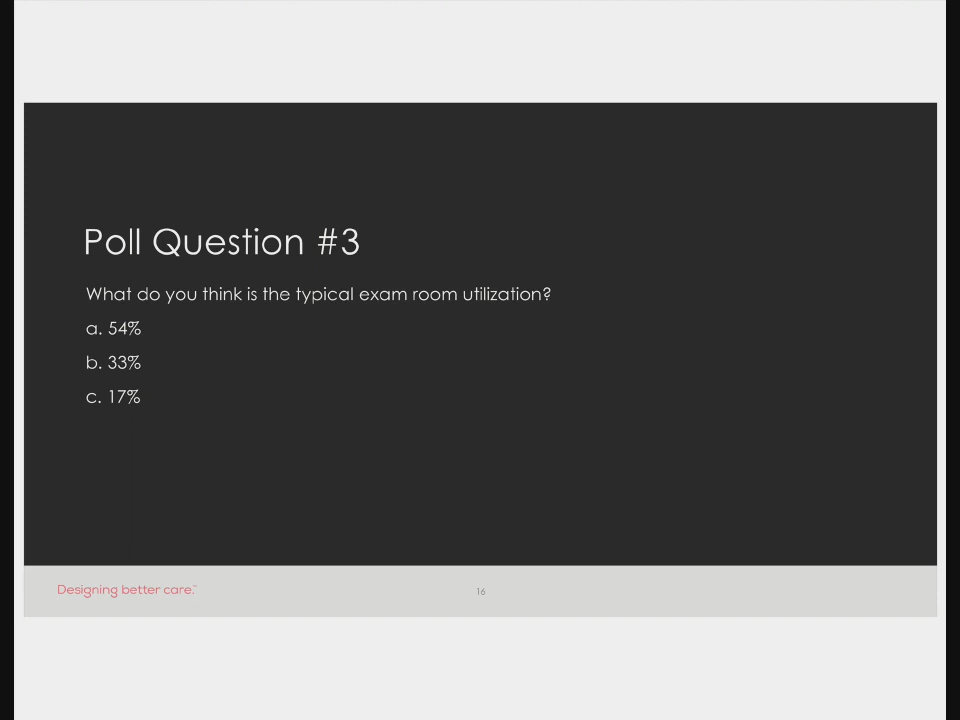 Poll Question #3
What do you think is the typical exam room utilization?
a. 54%
b. 33%
c. 17%
Designing better care.™
16